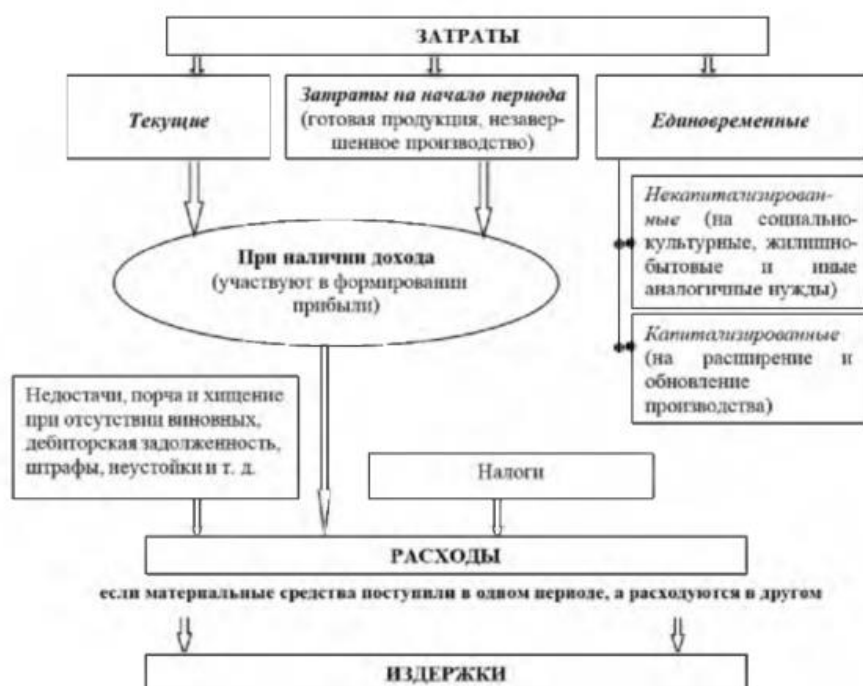 ЗАТРАТЫ
Текущие
Затраты на начало периода
(готовая продукция, незавер-
шенное производство)
Единовременные
Некапитализирован-
ные (на социально-
культурные, жилищно-
бытовые и иные
аналогичные нужды)
При наличии дохода
(участвуют в формировании
прибыли)
Капитализированные
(на расширение и
обновление
производства)
Недостачи, порча и хищение
при отсутствии виновных,
дебиторская задолженность,
штрафы, неустойки и т. д.
Налоги
РАСХОДЫ
если материальные средства поступили в одном периоде, а расходуются в другом
ИЗДЕРЖКИ